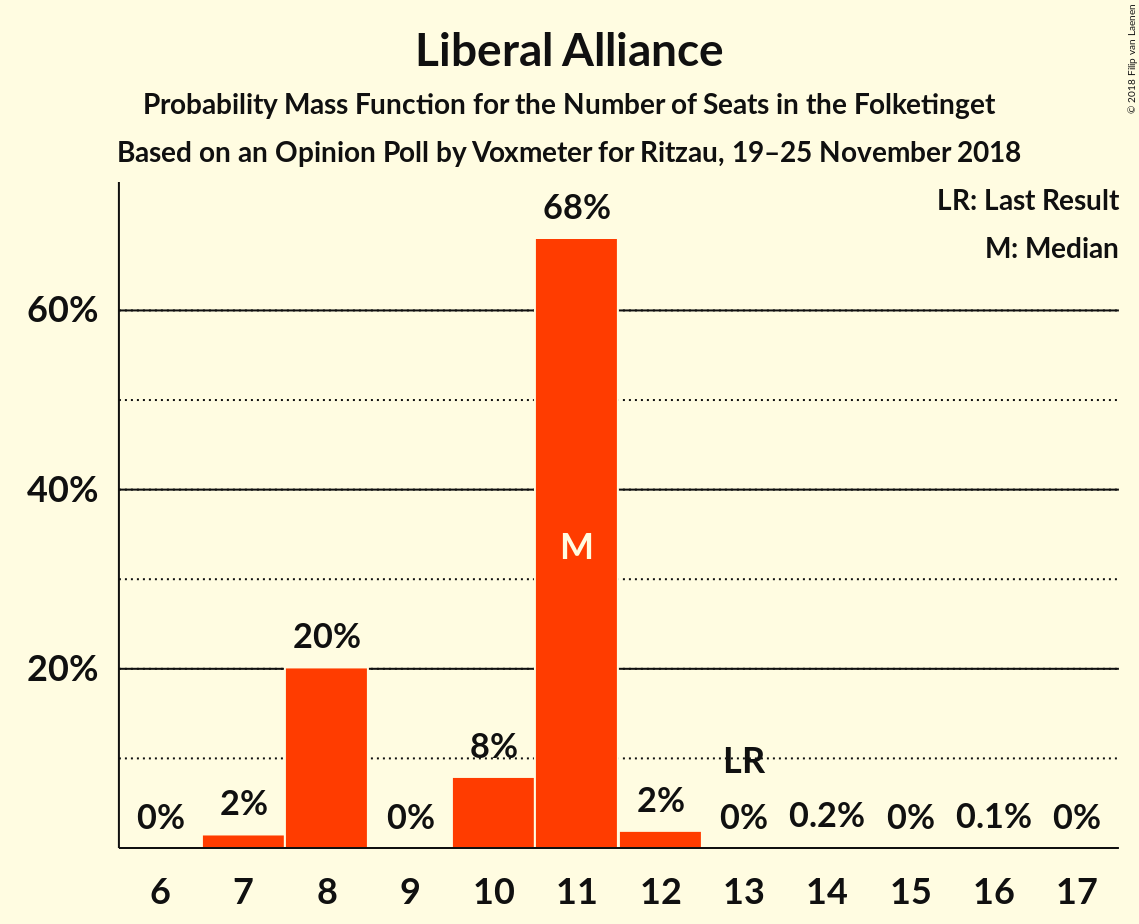 Liberal Alliance
Probability Mass Function for the Number of Seats in the Folketinget
Based on an Opinion Poll by Voxmeter for Ritzau, 19–25 November 2018
© 2018 Filip van Laenen
LR: Last Result
M: Median
60%
40%
20%
0%
2%
20%
0%
8%
68%
M
2%
LR
0%
0.2%
0%
0.1%
0%
6 7 8 9 10 11 12 13 14 15 16 17